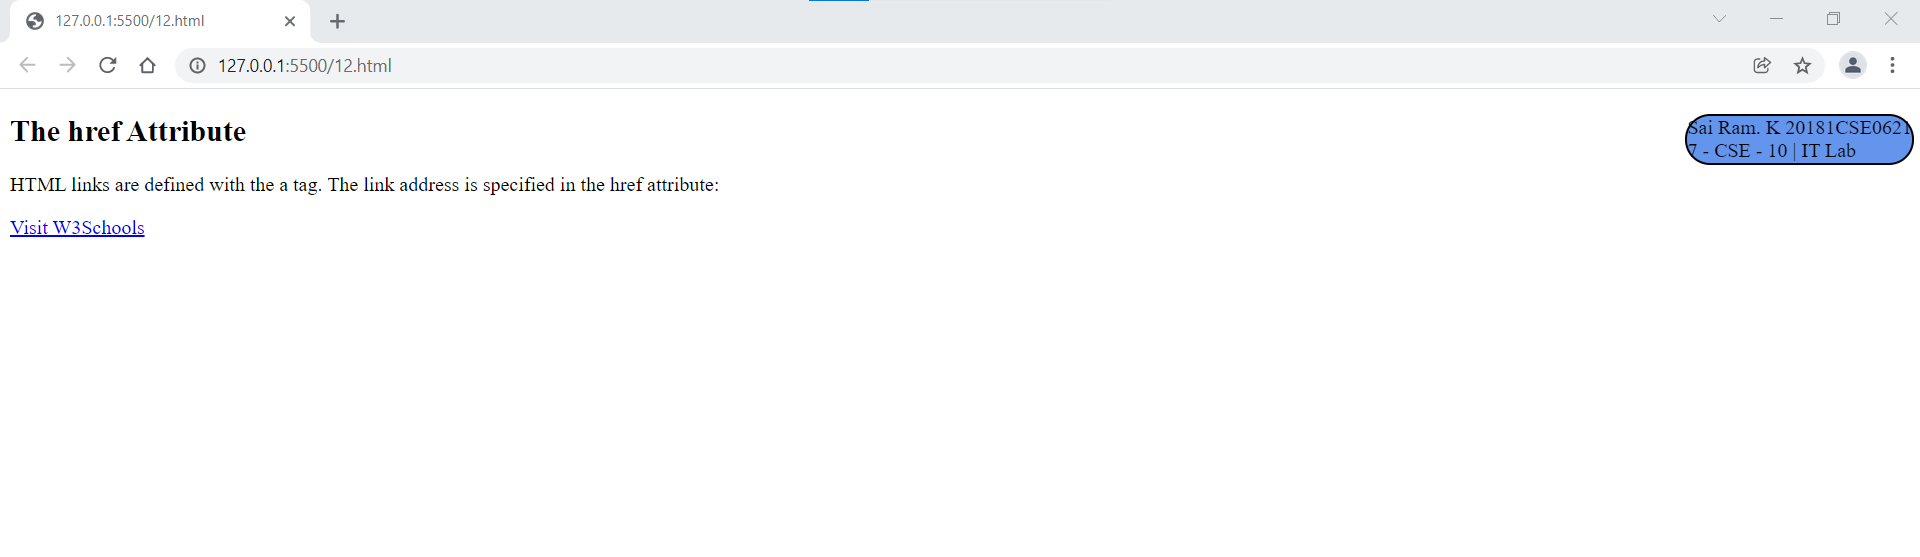 127.0.0.1:5500/12.html
127.0.0.1:5500/12.html
The href Attribute
Sai Ram. K 20181CSE0621
7 - CSE - 10 | IT Lab
HTML links are defined with the a tag. The link address is specified in the href attribute:
Visit W3Schools